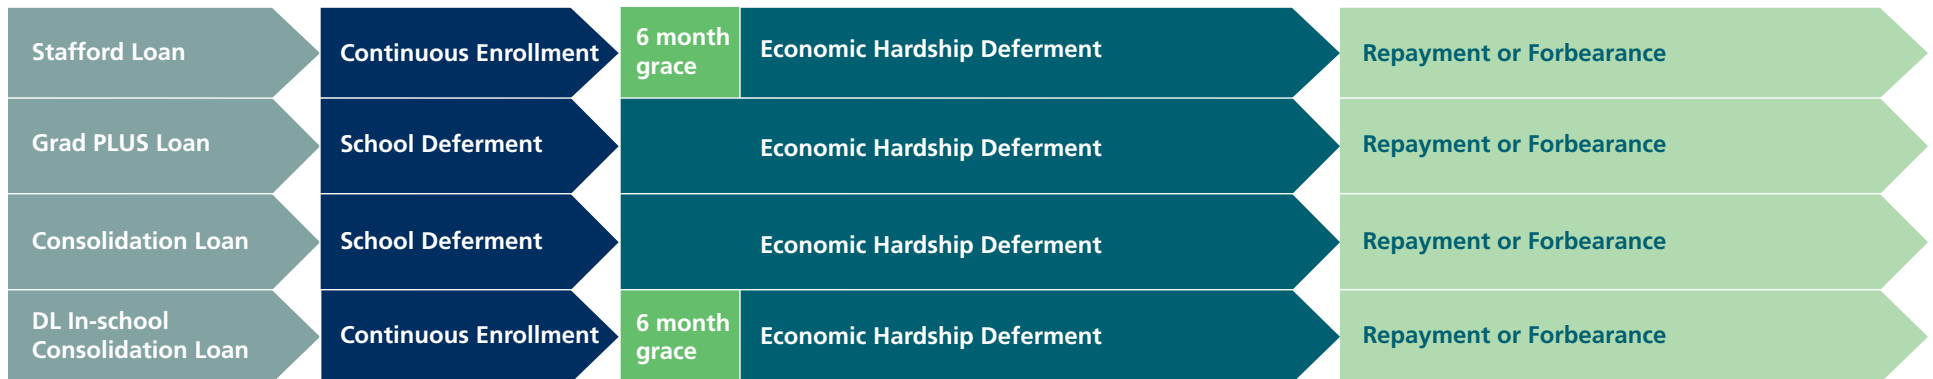 Stafford Loan
Continuous Enrollment
6 month
grace
Economic Hardship Deferment
Repayment or Forbearance
Grad PLUS Loan
School Deferment
Economic Hardship Deferment
Repayment or Forbearance
Consolidation Loan
School Deferment
Economic Hardship Deferment
Repayment or Forbearance
DL In-school
Consolidation Loan
Continuous Enrollment
6 month
grace
Economic Hardship Deferment
Repayment or Forbearance